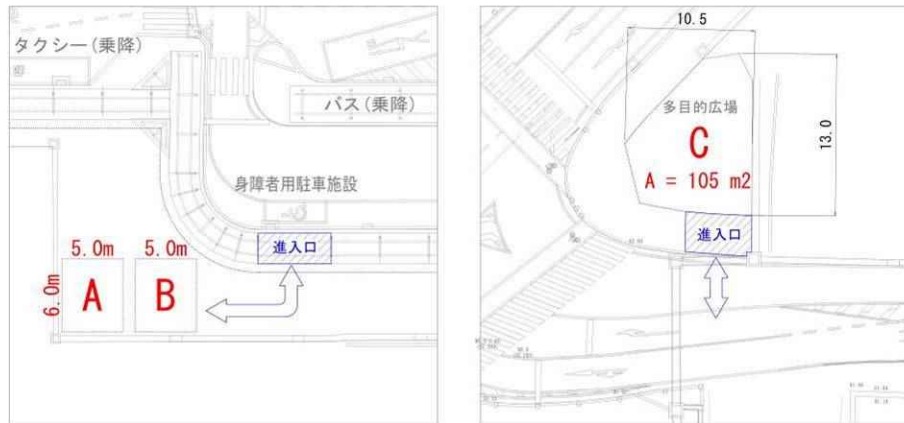 タクシー(乗降)
バス(乗降)
身障者用駐車施設
進入口
5.0m
5.0m
6.0m
A
B
10.5
多目的広場
C
A = 105 m2
13.0
進入口